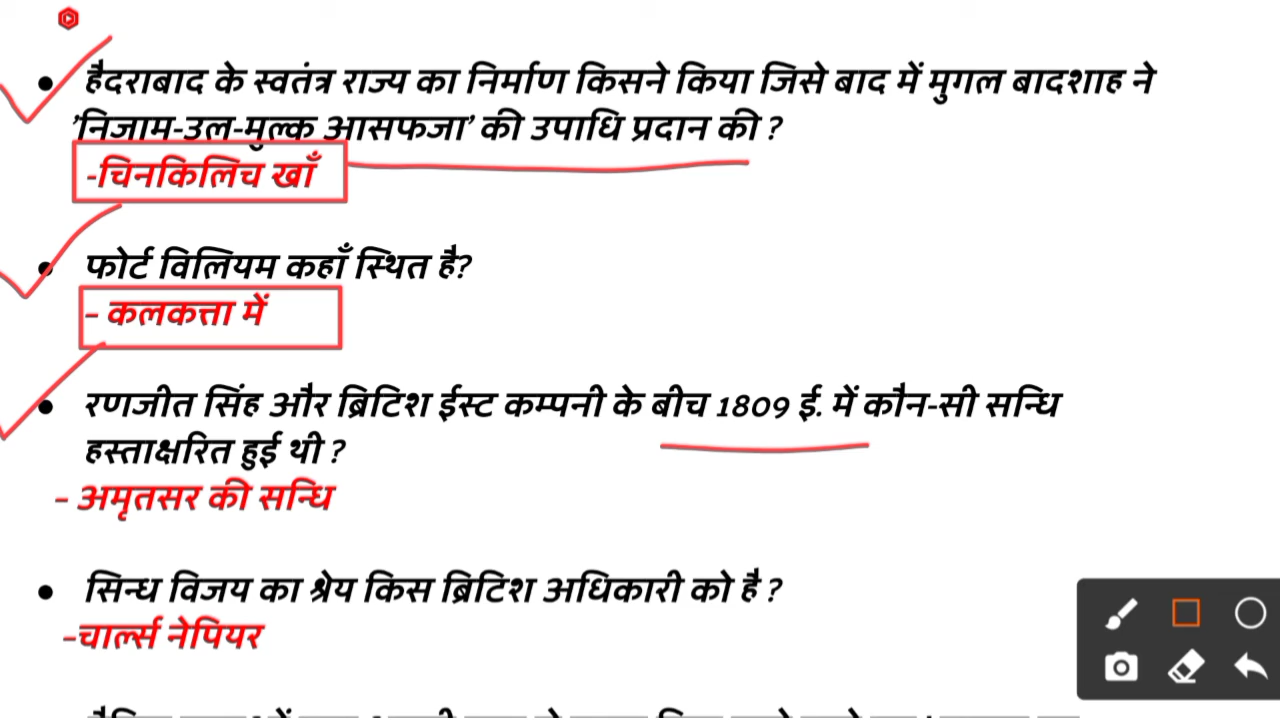 • हैदराबाद के स्वतंत्र राज्य का निर्माण किसने किया जिसे बाद में मुगल बादशाह ने
'निजाम-उल-मुल्क आसफजा' की उपाधि प्रदान की ?
-चिनकिलिच खाँ
• फोर्ट विलियम कहाँ स्थित है?
– कलकत्ता में
• रणजीत सिंह और ब्रिटिश ईस्ट कम्पनी के बीच 1809 ई. में कौन-सी सन्धि
हस्ताक्षरित हुई थी ?
– अमृतसर की सन्धि
• सिन्ध विजय का श्रेय किस ब्रिटिश अधिकारी को है ?
–चार्ल्स नेपियर